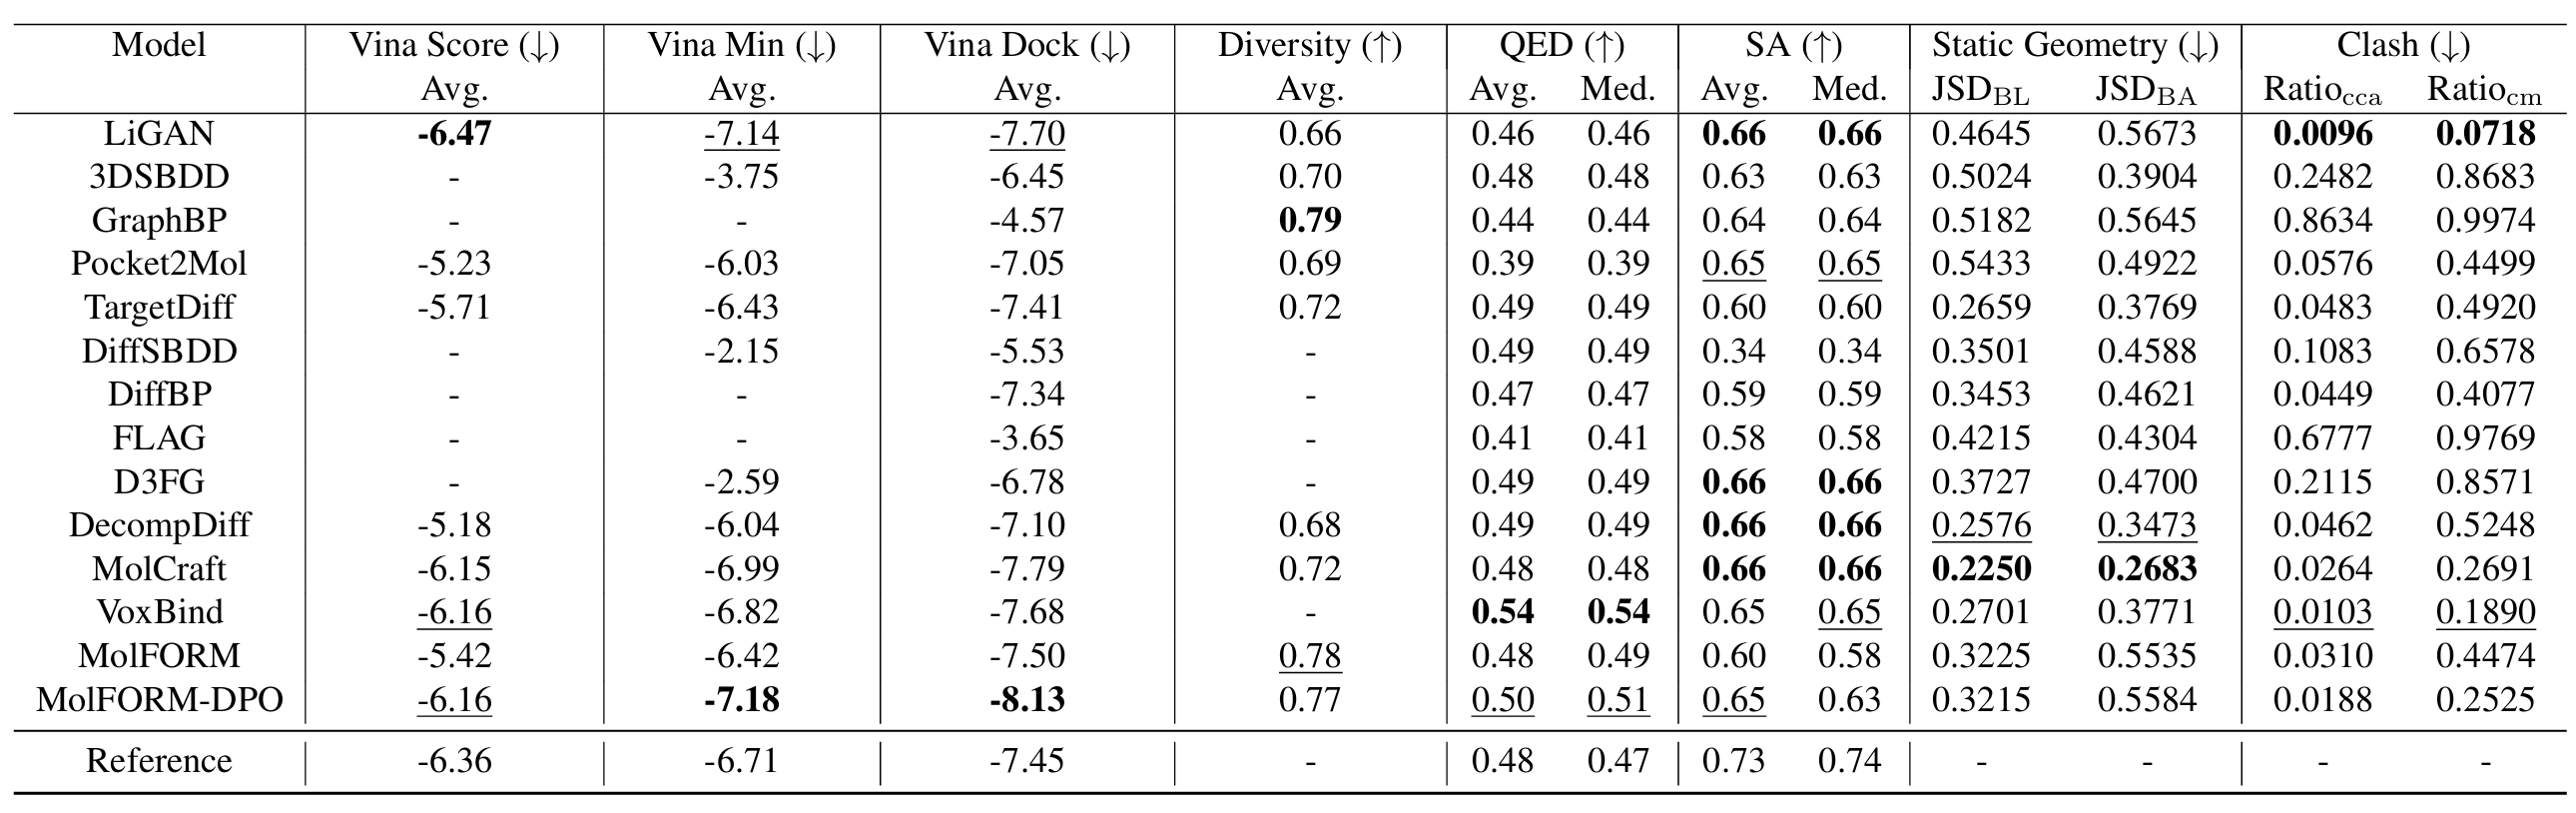 Model Vina Score (↓) Vina Min (↓) Vina Dock (↓) Diversity (↑) QED (↑) SA (↑) Static Geometry (↓) Clash (↓)
Avg. Avg. Avg. Avg. Avg. Med. Avg. Med. JSD_BL JSD_BA Ratio_cca Ratio_cm
LiGAN -6.47 -7.14 -7.70 0.66 0.46 0.46 0.66 0.66 0.4645 0.5673 0.0096 0.0718
3DSBDD - -3.75 -6.45 0.70 0.48 0.48 0.63 0.63 0.5024 0.3904 0.2482 0.8683
GraphBP - - -4.57 0.79 0.44 0.44 0.64 0.64 0.5182 0.5645 0.8634 0.9974
Pocket2Mol -5.23 -6.03 -7.05 0.69 0.39 0.39 0.65 0.65 0.5433 0.4922 0.0576 0.4499
TargetDiff -5.71 -6.43 -7.41 0.72 0.49 0.49 0.60 0.60 0.2659 0.3769 0.0483 0.4920
DiffSBDD - -2.15 -5.53 - 0.49 0.49 0.34 0.34 0.3501 0.4588 0.1083 0.6578
DiffBP - - -7.34 - 0.47 0.47 0.59 0.59 0.3453 0.4621 0.0449 0.4077
FLAG - - -3.65 - 0.41 0.41 0.58 0.58 0.4215 0.4304 0.6777 0.9769
D3FG - -2.59 -6.78 - 0.49 0.49 0.66 0.66 0.3727 0.4700 0.2115 0.8571
DecompDiff -5.18 -6.04 -7.10 0.68 0.49 0.49 0.66 0.66 0.2576 0.3473 0.0462 0.5248
MolCraft -6.15 -6.99 -7.79 0.72 0.48 0.48 0.66 0.66 0.2250 0.2683 0.0264 0.2691
VoxBind -6.16 -6.82 -7.68 - 0.54 0.54 0.65 0.65 0.2701 0.3771 0.0103 0.1890
MolFORM -5.42 -6.42 -7.50 0.78 0.48 0.49 0.60 0.58 0.3225 0.5535 0.0310 0.4474
MolFORM-DPO -6.16 -7.18 -8.13 0.77 0.50 0.51 0.65 0.63 0.3215 0.5584 0.0188 0.2525
Reference -6.36 -6.71 -7.45 - 0.48 0.47 0.73 0.74 - - - -